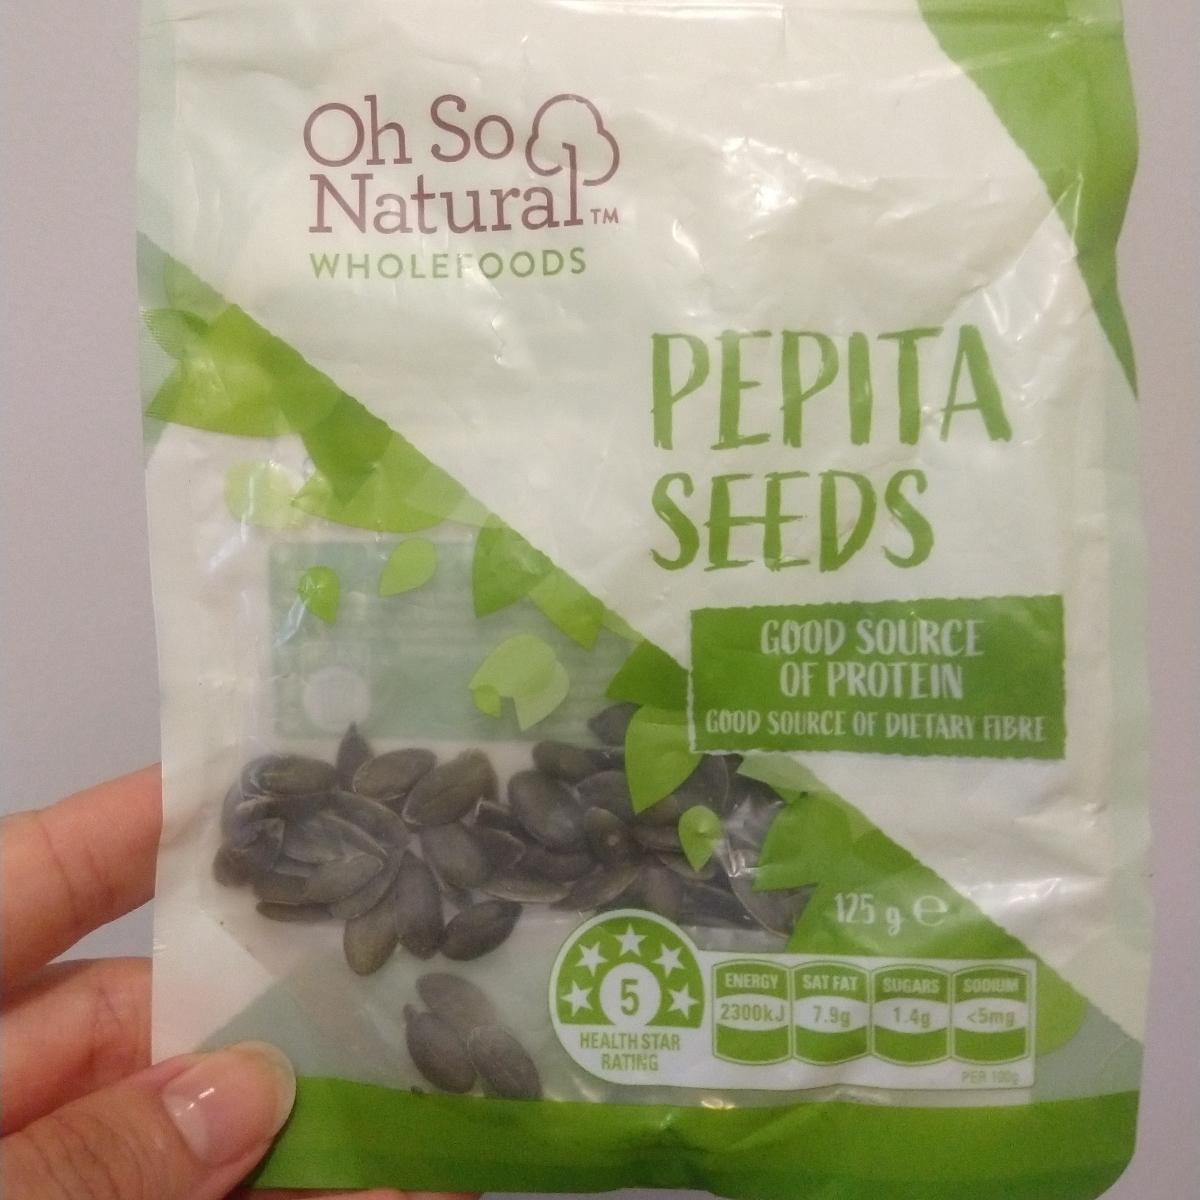 Oh So
Natural™
WHOLEFOODS
PEPITA
SEEDS
GOOD SOURCE
OF PROTEIN
GOOD SOURCE OF DIETARY FIBRE
125 g ℮
5
HEALTH STAR
RATING
ENERGY SAT FAT SUGARS SODIUM
2300kJ 7.9g 1.4g <5mg
PER 100g